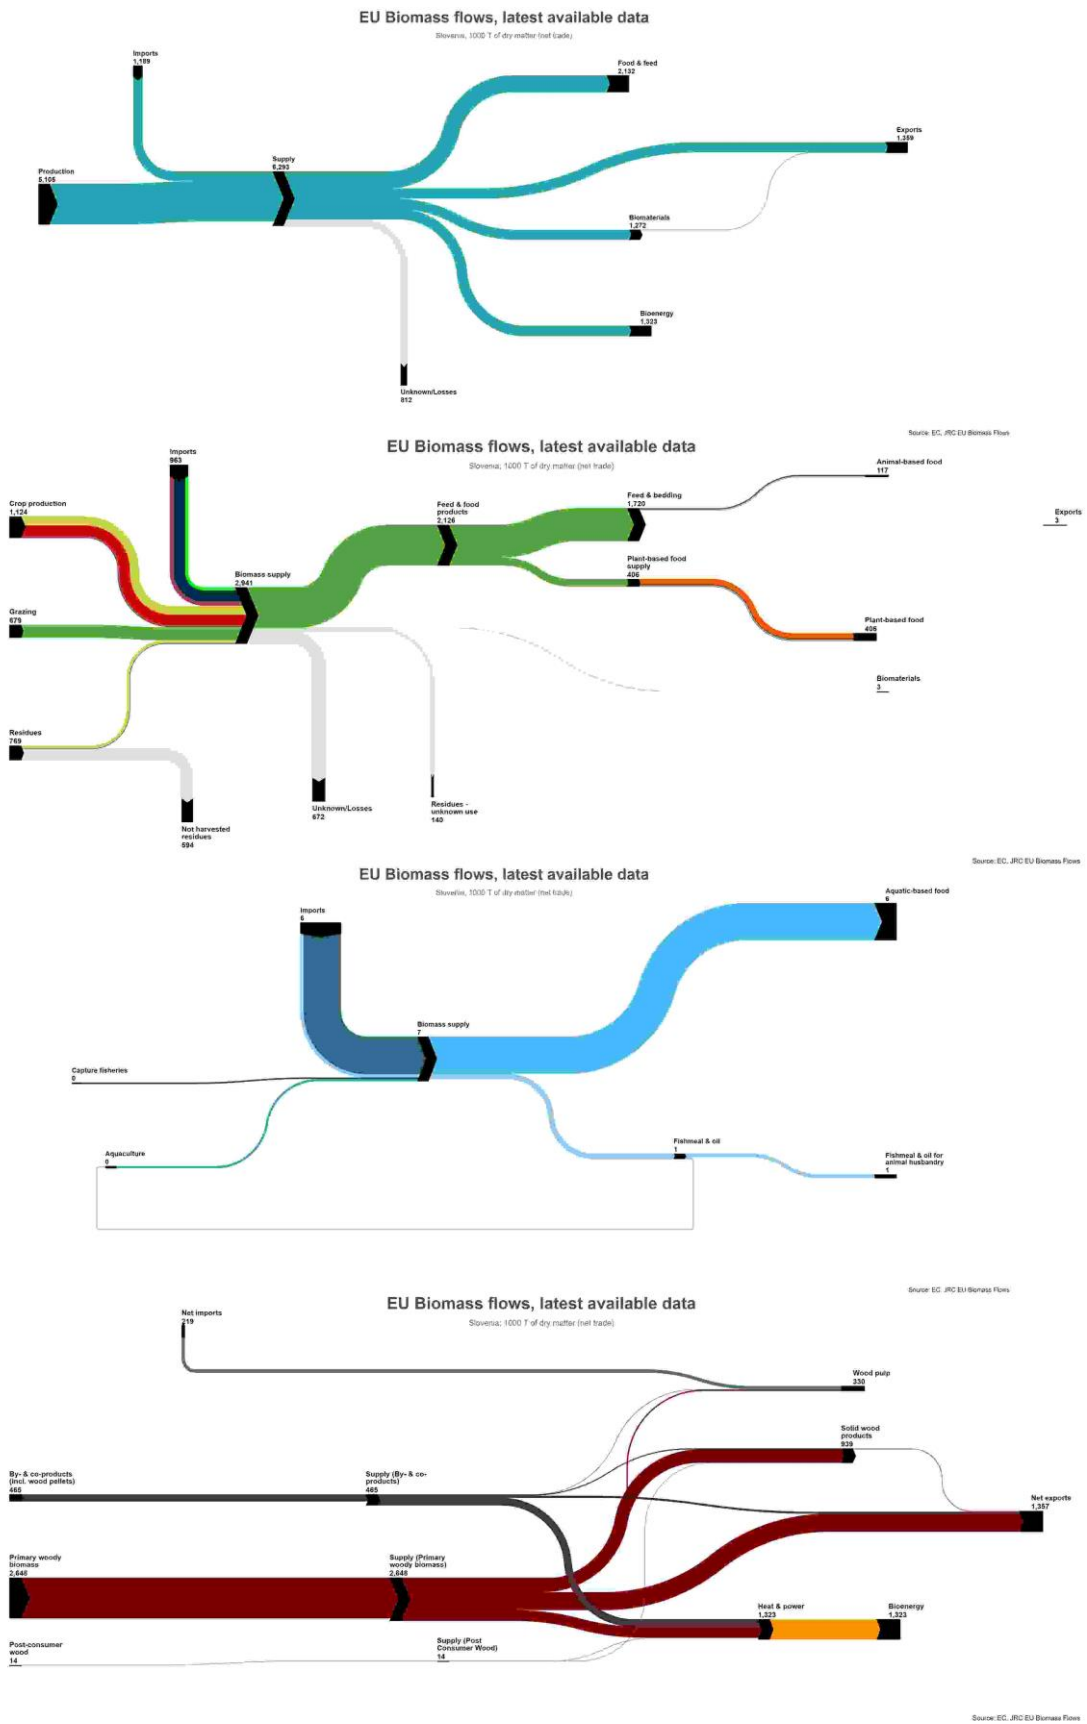 EU Biomass flows, latest available data
Slovenia, 1000 T of dry matter (net trade)
Imports
1,189
Food & feed
2,132
Exports
1,359
Supply
6,293
Production
5,105
Biomaterials
1,272
Bioenergy
1,323
Unknown/Losses
812
Source: EC, JRC EU Biomass Flows
EU Biomass flows, latest available data
Slovenia, 1000 T of dry matter (net trade)
Imports
963
Animal-based food
117
Crop production
1,124
Feed & food
products
2,126
Feed & bedding
1,720
Exports
3
Plant-based food
supply
406
Biomass supply
2,941
Grazing
Plant-based food
406
Biomaterials
3
Residues
769
Unknown/Losses
672
Residues -
unknown use
140
Not harvested
residues
594
Source: EC, JRC EU Biomass Flows
EU Biomass flows, latest available data
Slovenia, 1000 T of dry matter (net trade)
Imports
6
Aquatic-based food
6
Biomass supply
7
Capture fisheries
0
Aquaculture
0
Fishmeal & oil
1
Fishmeal & oil for
animal husbandry
1
Source: EC, JRC EU Biomass Flows
EU Biomass flows, latest available data
Slovenia, 1000 T of dry matter (net trade)
Net imports
219
Wood pulp
330
Solid wood
products
939
By- & co-products
(incl. wood pellets)
465
Supply (By- & co-
products)
465
Net exports
1,357
Primary woody
biomass
2,648
Supply (Primary
woody biomass)
2,648
Heat & power
1,323
Bioenergy
1,323
Post-consumer
wood
14
Supply (Post
Consumer Wood)
14
Source: EC, JRC EU Biomass Flows